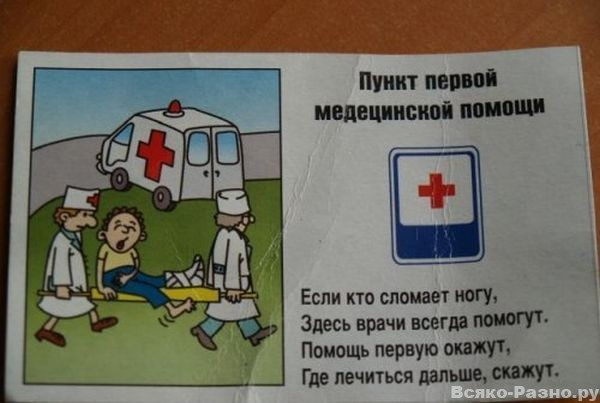 Пункт первой
медецинской помощи
Если кто сломает ногу,
Здесь врачи всегда помогут.
Помощь первую окажут,
Где лечиться дальше, скажут.
Всяко-Разно.ру